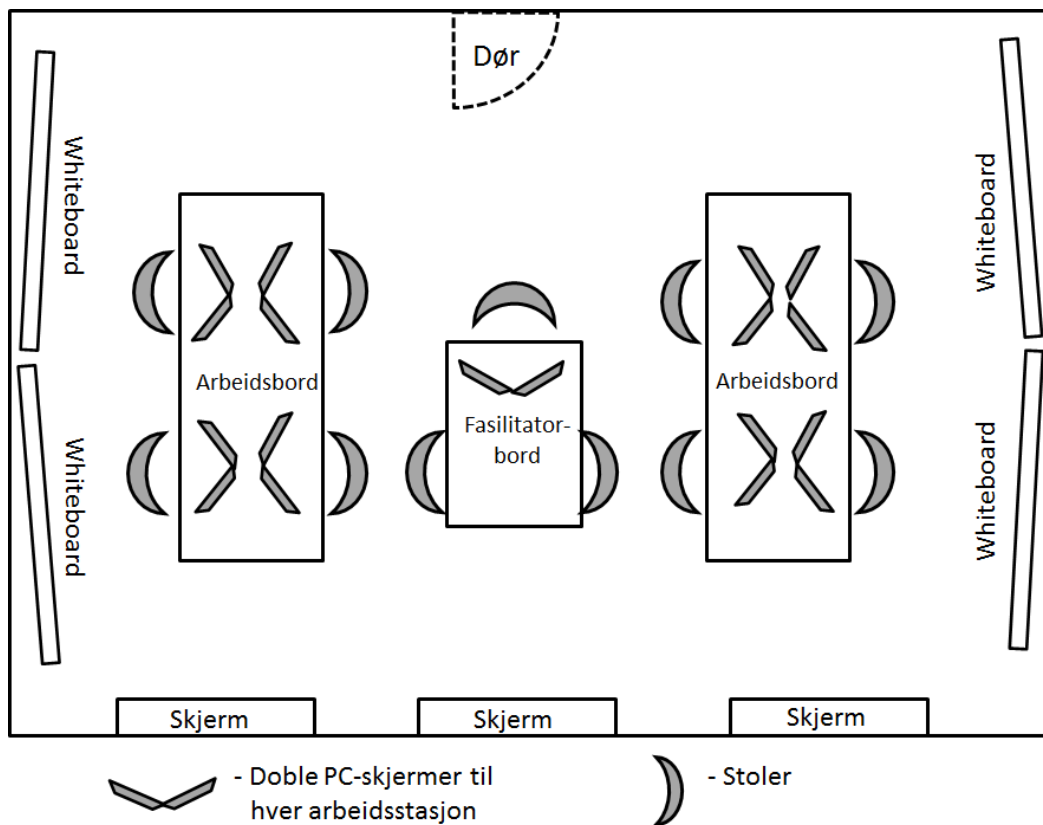 Dør
Whiteboard
Whiteboard
Arbeidsbord
Arbeidsbord
Fasilitator-
bord
Whiteboard
Whiteboard
Skjerm
Skjerm
Skjerm
- Doble PC-skjermer til
hver arbeidsstasjon
- Stoler